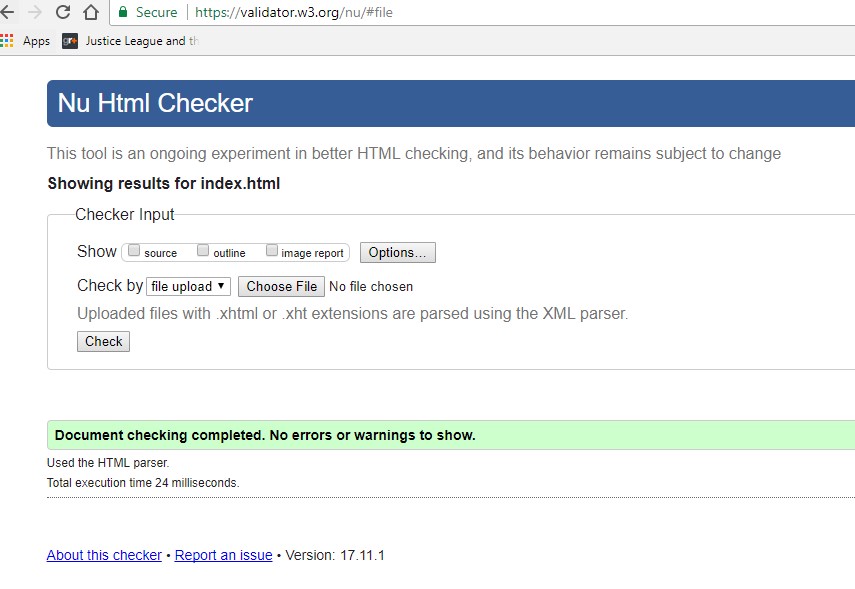 Secure https://validator.w3.org/nu/#file
Apps gr+ Justice League and th
Nu Html Checker
This tool is an ongoing experiment in better HTML checking, and its behavior remains subject to change
Showing results for index.html
Checker Input
Show source outline image report Options...
Check by file upload ▼ Choose File No file chosen
Uploaded files with .xhtml or .xht extensions are parsed using the XML parser.
Check
Document checking completed. No errors or warnings to show.
Used the HTML parser.
Total execution time 24 milliseconds.
About this checker • Report an issue • Version: 17.11.1